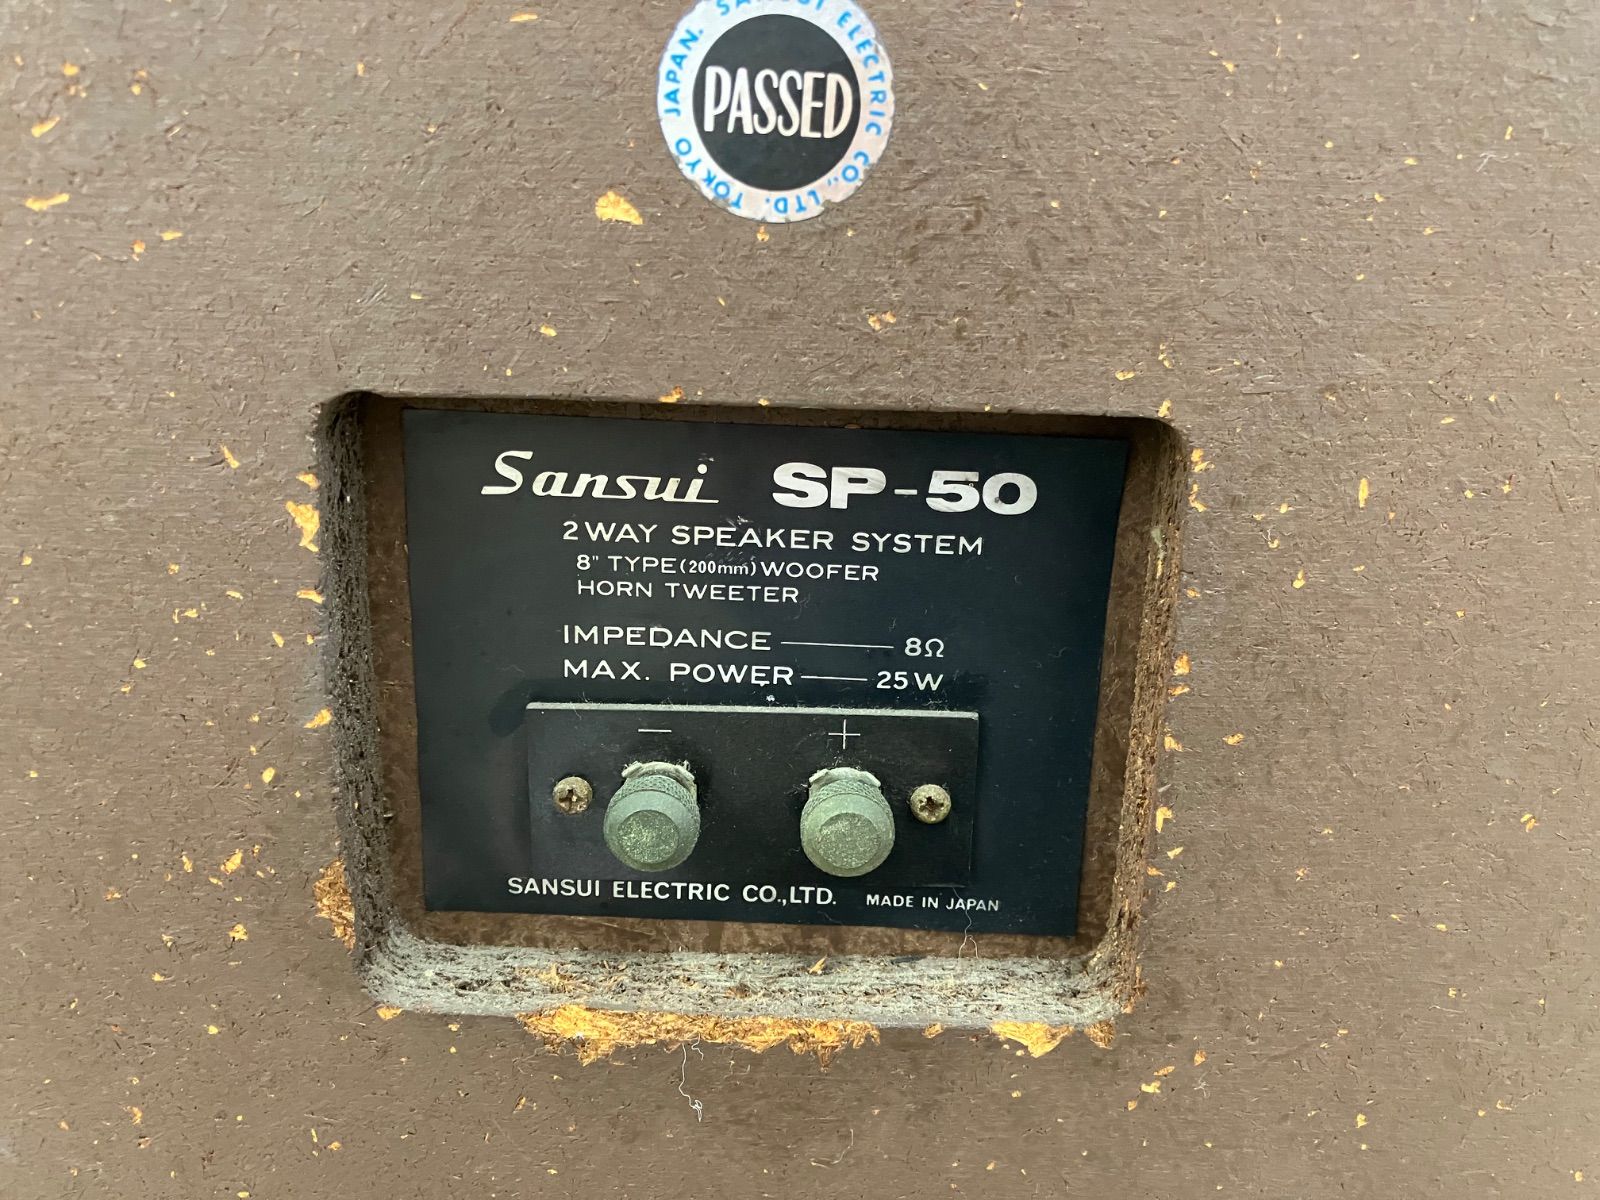 SANSUI ELECTRIC CO., LTD. TOKYO JAPAN.
PASSED
Sansui SP-50
2 WAY SPEAKER SYSTEM
8" TYPE (200mm) WOOFER
HORN TWEETER
IMPEDANCE — 8Ω
MAX. POWER — 25 W
− +
SANSUI ELECTRIC CO.,LTD. MADE IN JAPAN